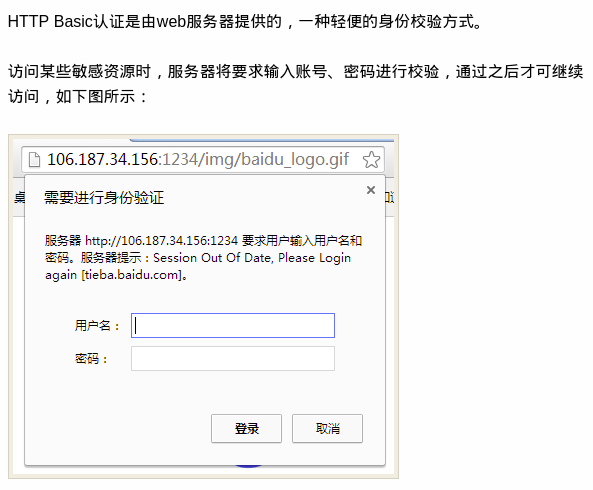 HTTP Basic认证是由web服务器提供的，一种轻便的身份校验方式。
访问某些敏感资源时，服务器将要求输入账号、密码进行校验，通过之后才可继续
访问，如下图所示：
106.187.34.156:1234/img/baidu_logo.gif
需要进行身份验证
服务器 http://106.187.34.156:1234 要求用户输入用户名和
密码。服务器提示：Session Out Of Date, Please Login
again [tieba.baidu.com]。
用户名：
密码：
登录 取消